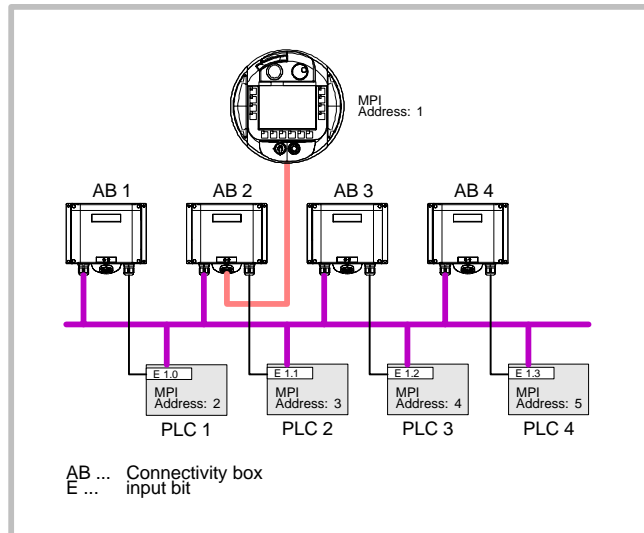 MPI
Address: 1
AB 1 AB 2 AB 3 AB 4
E 1.0 E 1.1 E 1.2 E 1.3
MPI MPI MPI MPI
Address: 2 Address: 3 Address: 4 Address: 5
PLC 1 PLC 2 PLC 3 PLC 4
AB ... Connectivity box
E ... input bit